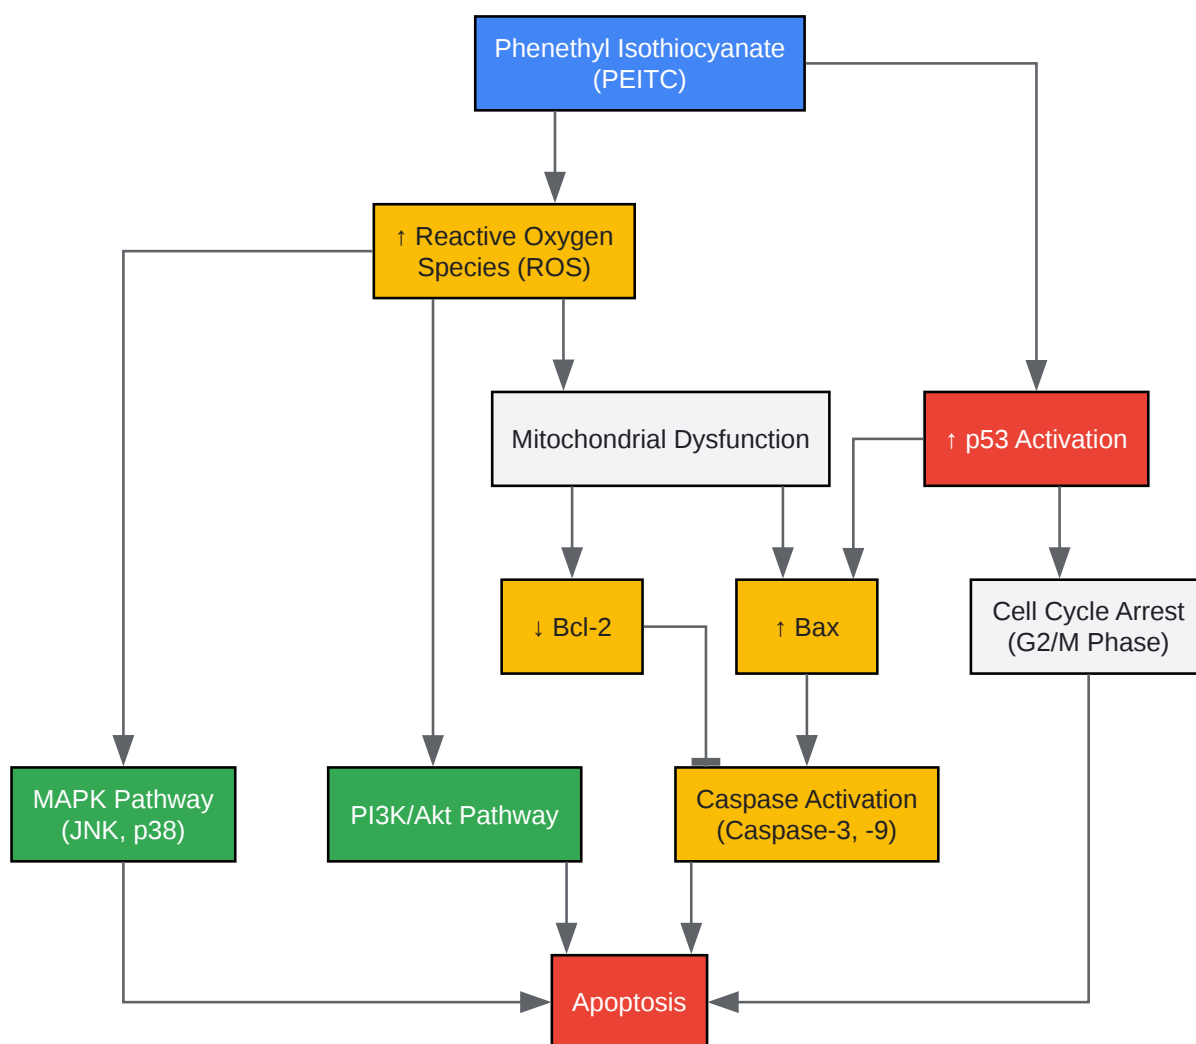 Phenethyl Isothiocyanate
(PEITC)
↑ Reactive Oxygen
Species (ROS)
Mitochondrial Dysfunction
↑ p53 Activation
↓ Bcl-2
↑ Bax
Cell Cycle Arrest
(G2/M Phase)
MAPK Pathway
(JNK, p38)
PI3K/Akt Pathway
Caspase Activation
(Caspase-3, -9)
Apoptosis